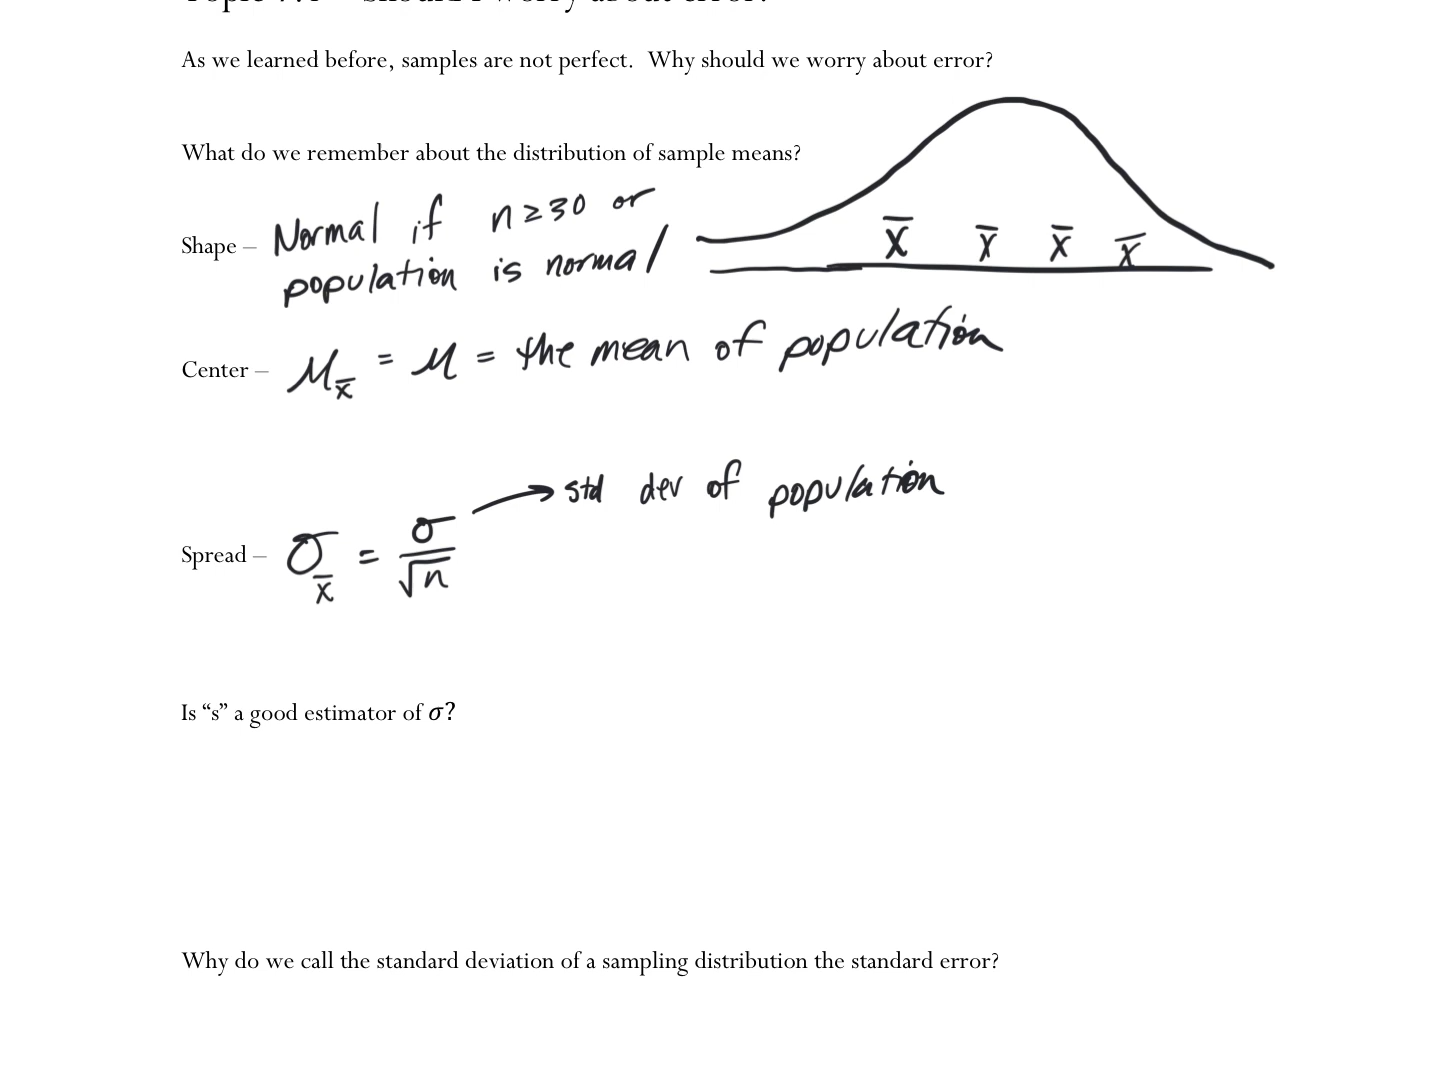 As we learned before, samples are not perfect. Why should we worry about error?
What do we remember about the distribution of sample means?
Shape – Normal if n ≥ 30 or
population is normal
x̄ x̄ x̄ x̄
Center – μx̄ = μ = the mean of population
std dev of population
Spread – σx̄ = σ/√n
Is “s” a good estimator of σ?
Why do we call the standard deviation of a sampling distribution the standard error?